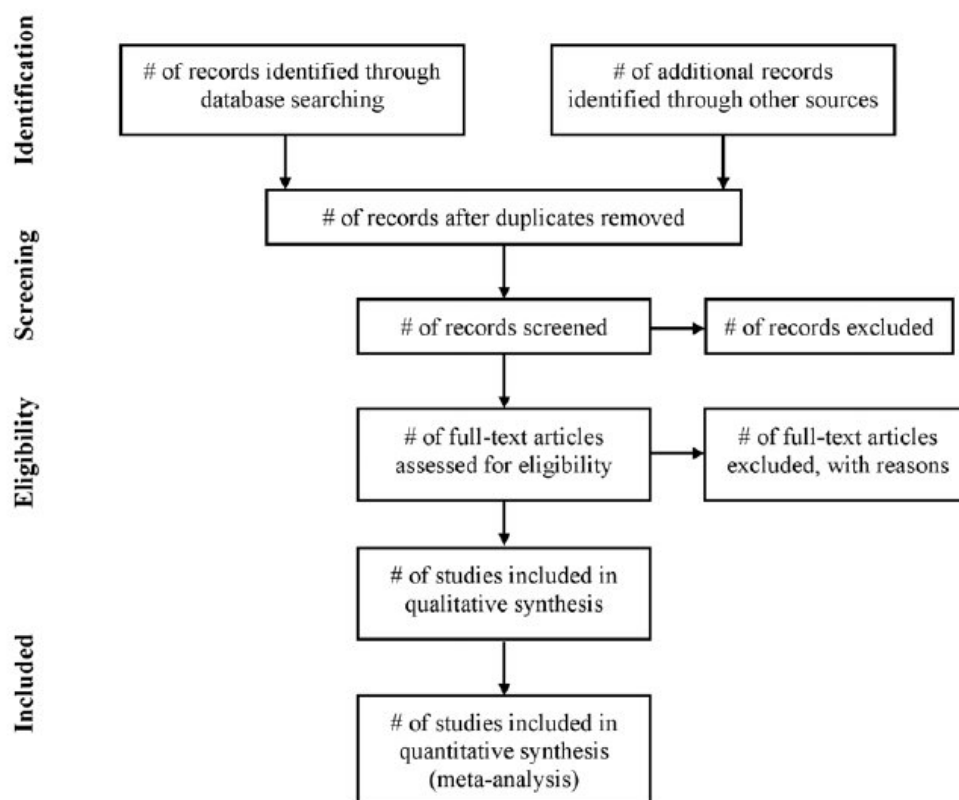 Identification
# of records identified through
database searching
# of additional records
identified through other sources
# of records after duplicates removed
Screening
# of records screened
# of records excluded
Eligibility
# of full-text articles
assessed for eligibility
# of full-text articles
excluded, with reasons
Included
# of studies included in
qualitative synthesis
# of studies included in
quantitative synthesis
(meta-analysis)